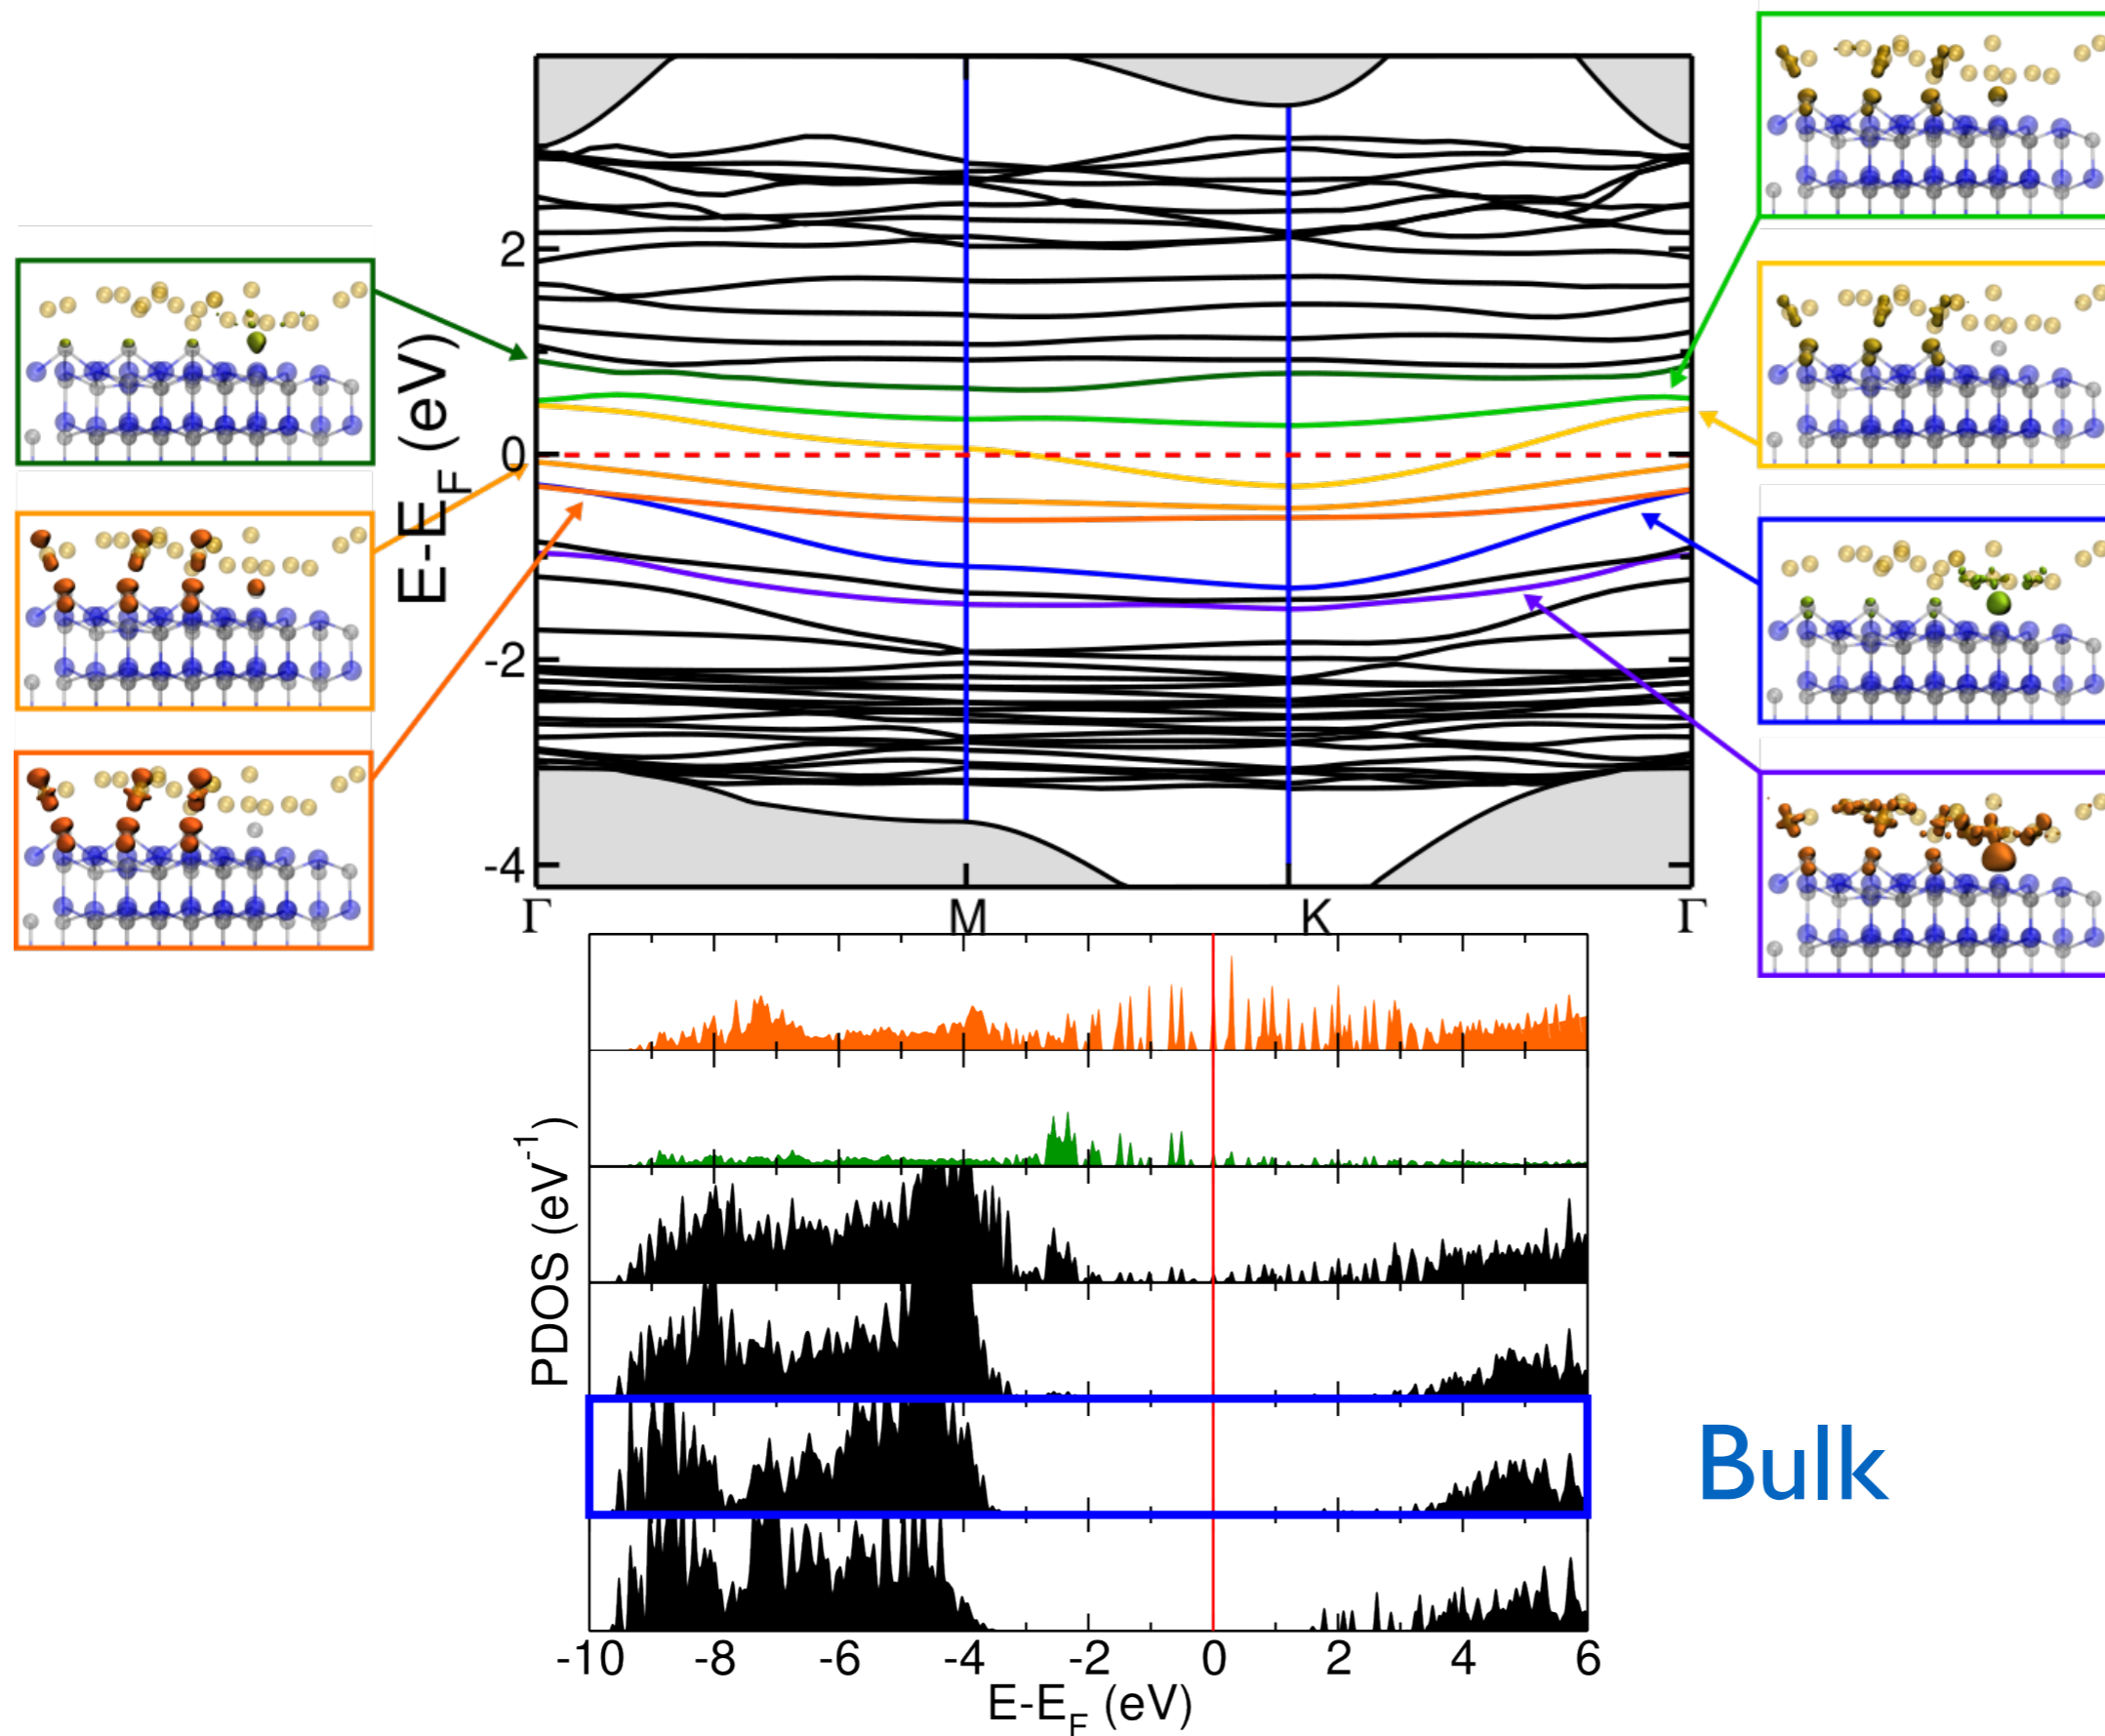 E-E_F (eV)
2
0
-2
-4
Γ M K Γ
PDOS (eV⁻¹)
Bulk
-10 -8 -6 -4 -2 0 2 4 6
E-E_F (eV)